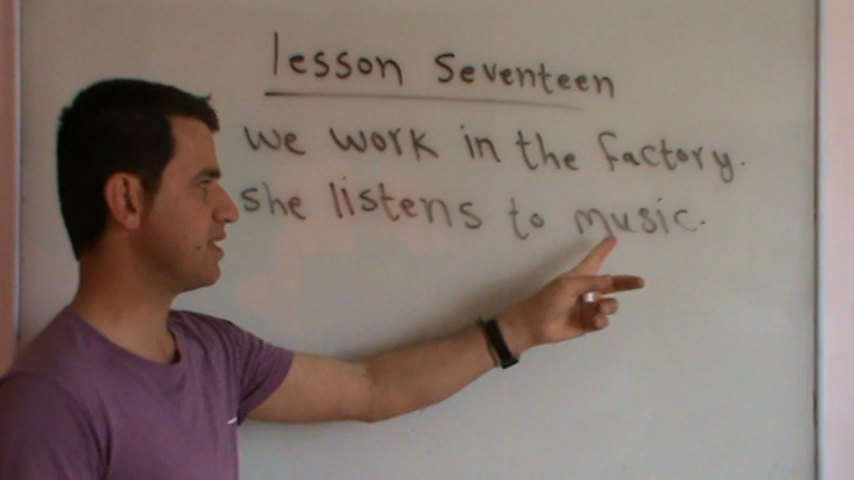 lesson Seventeen
we work in the factory.
she listens to music.